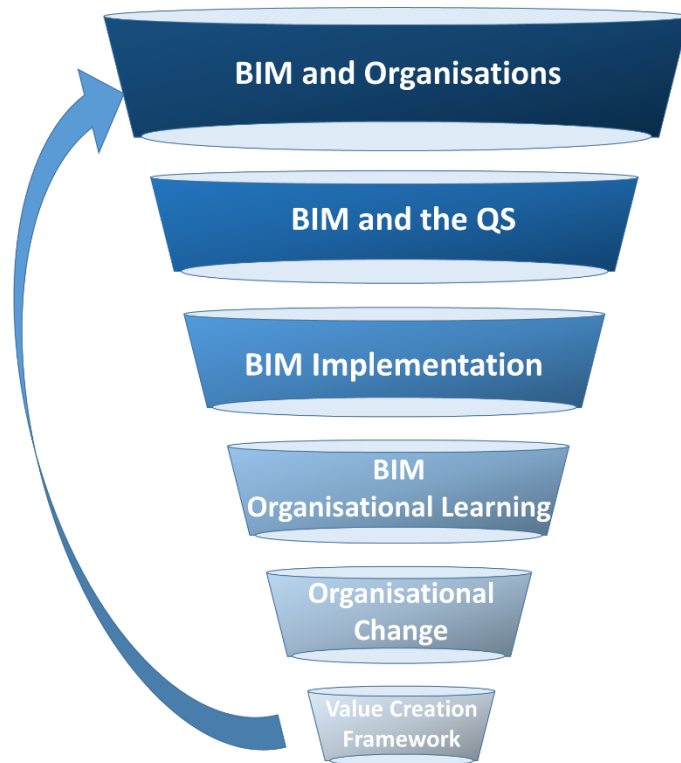 BIM and Organisations
BIM and the QS
BIM Implementation
BIM
Organisational Learning
Organisational
Change
Value Creation
Framework